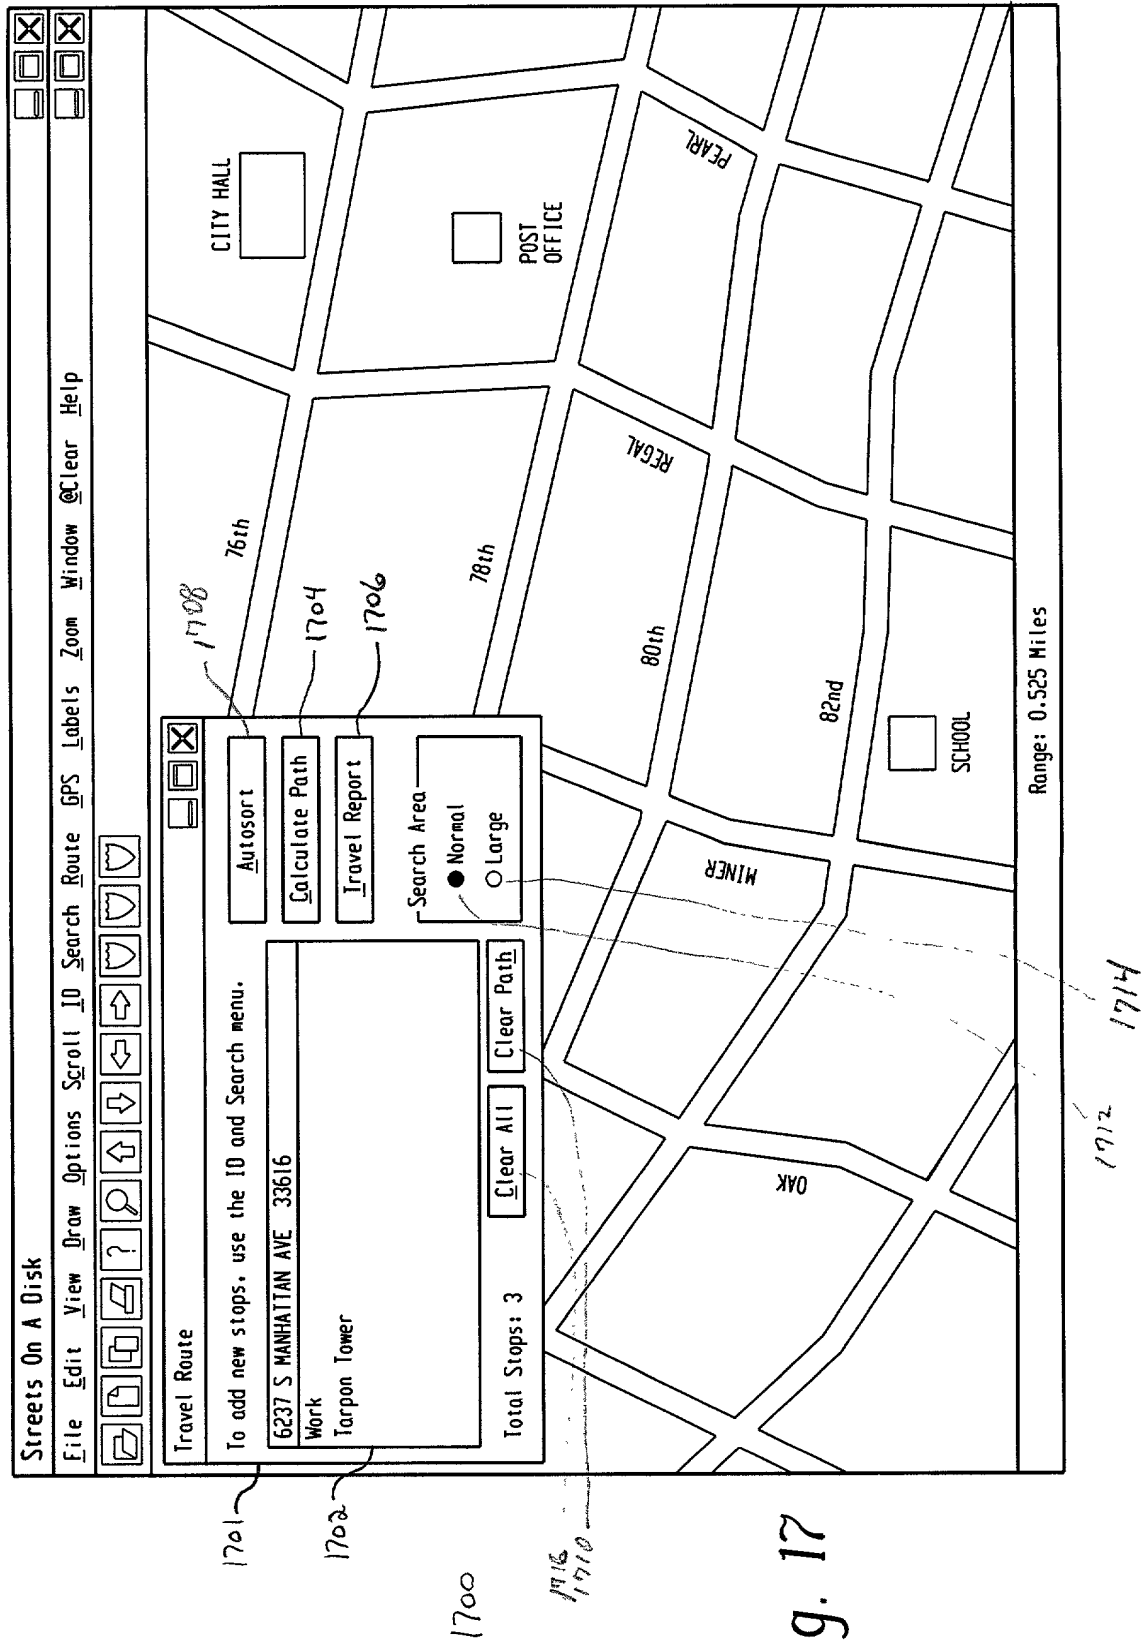 Streets On A Disk
File Edit View Draw Options Scroll ID Search Route GPS Labels Zoom Window @Clear Help
?
Travel Route
To add new stops, use the ID and Search menu.
6237 S MANHATTAN AVE 33616
Work
Tarpon Tower
Total Stops: 3
Clear All
Clear Path
Autosort
Calculate Path
Travel Report
Search Area
Normal
Large
76th
78th
80th
82nd
CITY HALL
POST
OFFICE
SCHOOL
PEARL
REGAL
MINER
OAK
Range: 0.525 Miles
1708
1704
1706
1701
1702
1700
1716
1710
1712
1714
g. 17